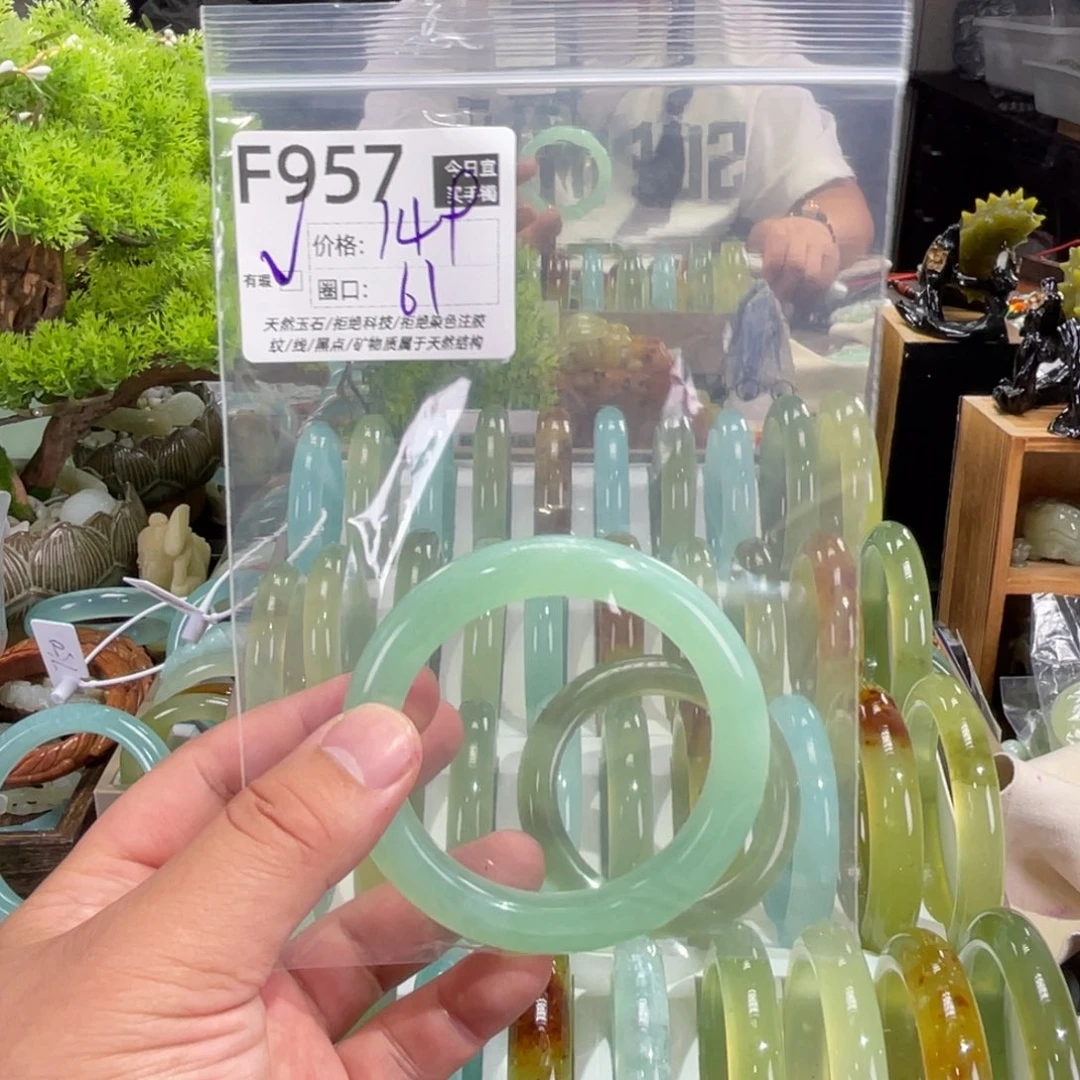 F957
今日宜
买手镯
价格: 14P
有瑕
圈口: 61
天然玉石/拒绝科技/拒绝染色注胶
纹/线/黑点/矿物质属于天然结构